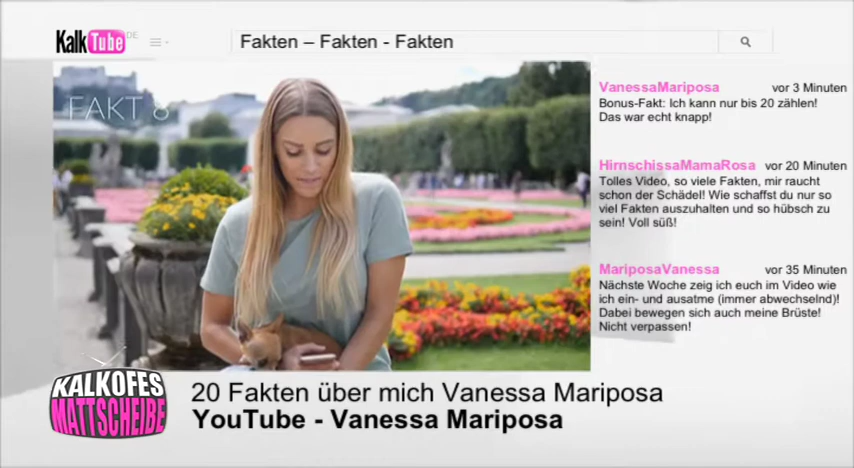 Kalk Tube DE
Fakten – Fakten - Fakten
FAKT 8
VanessaMariposa vor 3 Minuten
Bonus-Fakt: Ich kann nur bis 20 zählen!
Das war echt knapp!
HirnschissaMamaRosa vor 20 Minuten
Tolles Video, so viele Fakten, mir raucht
schon der Schädel! Wie schaffst du nur so
viel Fakten auszuhalten und so hübsch zu
sein! Voll süß!
MariposaVanessa vor 35 Minuten
Nächste Woche zeig ich euch im Video wie
ich ein- und ausatme (immer abwechselnd)!
Dabei bewegen sich auch meine Brüste!
Nicht verpassen!
KALKOFES
MATTSCHEIBE
20 Fakten über mich Vanessa Mariposa
YouTube - Vanessa Mariposa